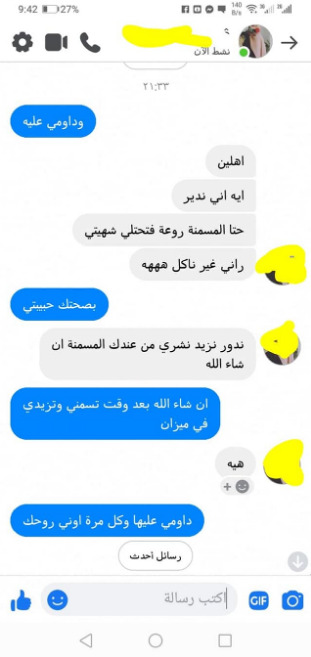 9:42 27% 140 B/s
نشط الآن
٢١:٣٣
وداومي عليه
اهلين
ايه اني ندير
حتا المسمنة روعة فتحتلي شهيتي
راني غير ناكل هههه
بصحتك حبيبتي
ندور نزيد نشري من عندك المسمنة ان
شاء الله
ان شاء الله بعد وقت تسمني وتزيدي
في ميزان
هيه
داومي عليها وكل مرة اوني روحك
رسائل أحدث
اكتب رسالة
GIF